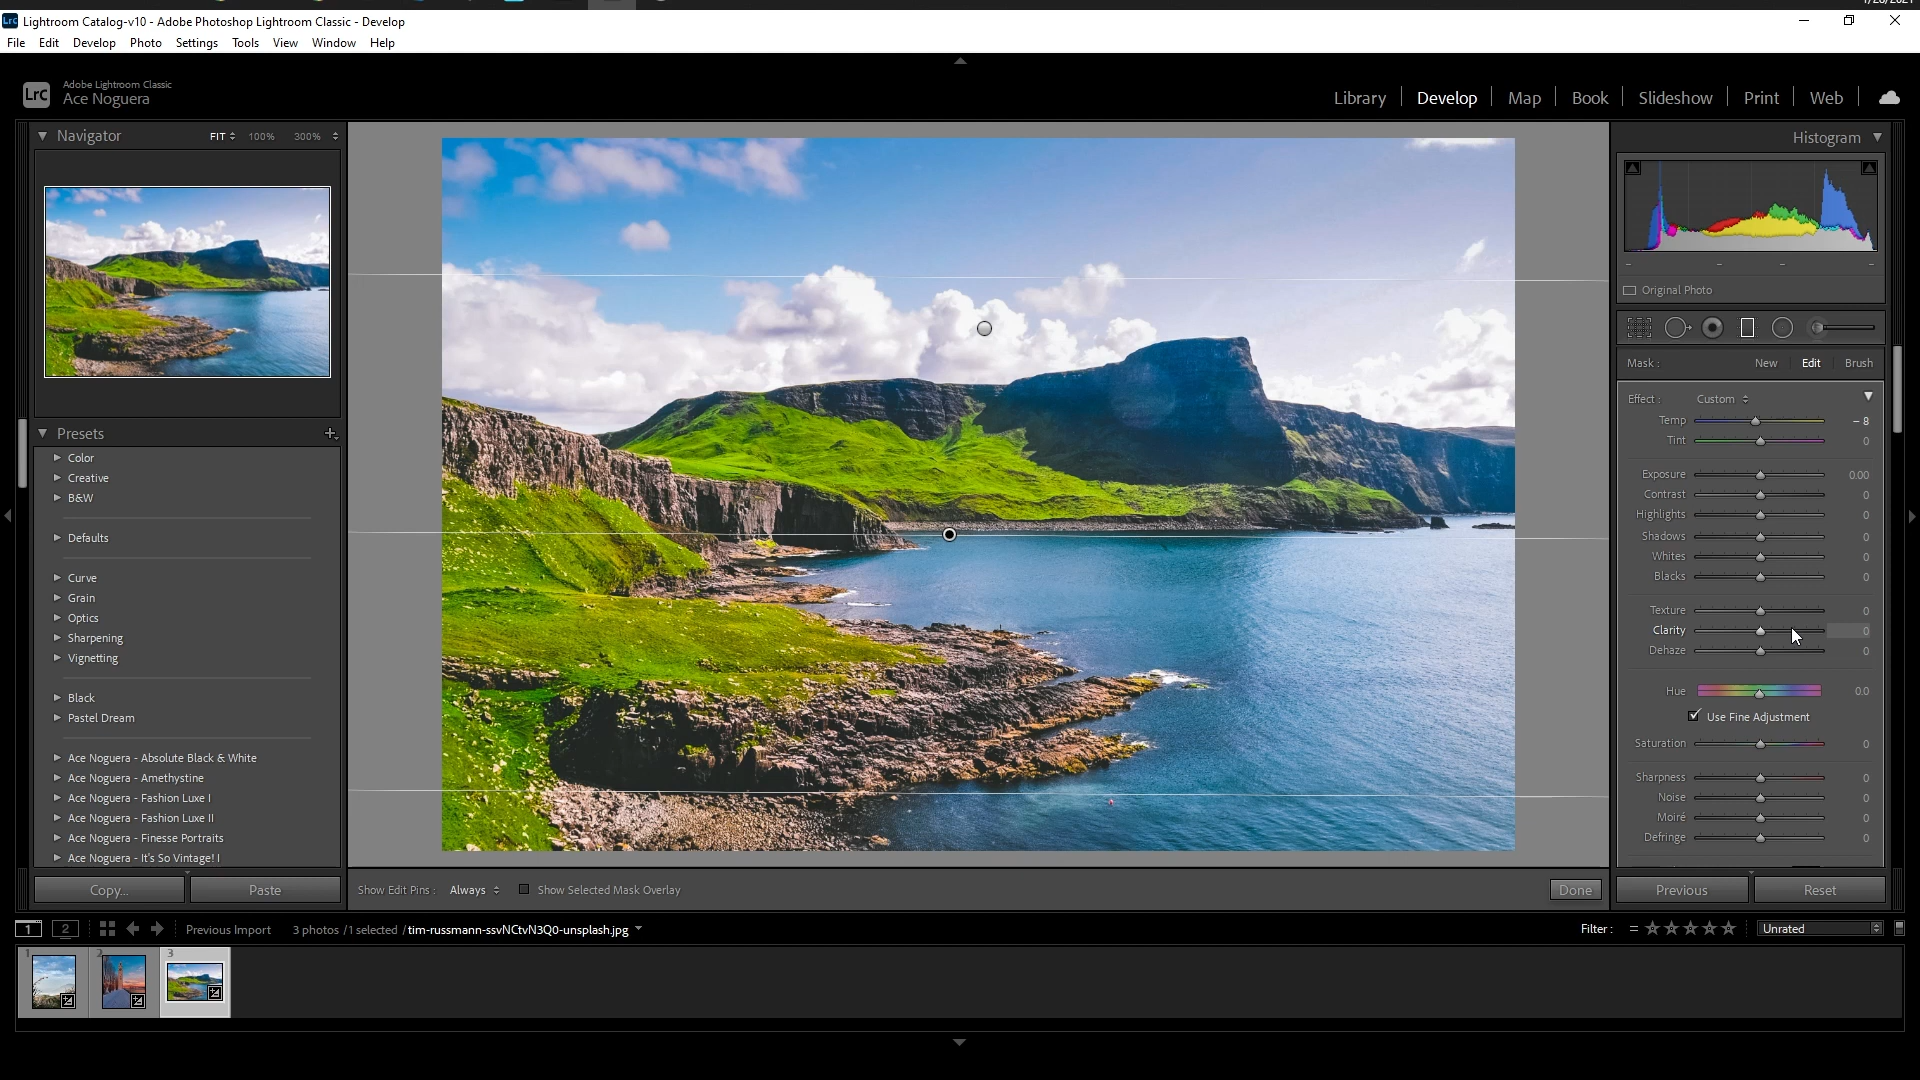 Lightroom Catalog-v10 - Adobe Photoshop Lightroom Classic - Develop
File Edit Develop Photo Settings Tools View Window Help
LrC
Adobe Lightroom Classic
Ace Noguera
Library Develop Map Book Slideshow Print Web
Navigator FIT 100% 300%
Presets
Color
Creative
B&W
Defaults
Curve
Grain
Optics
Sharpening
Vignetting
Black
Pastel Dream
Ace Noguera - Absolute Black & White
Ace Noguera - Amethystine
Ace Noguera - Fashion Luxe I
Ace Noguera - Fashion Luxe II
Ace Noguera - Finesse Portraits
Ace Noguera - It's So Vintage! I
Copy... Paste
Show Edit Pins : Always Show Selected Mask Overlay Done
Histogram
Original Photo
Mask : New Edit Brush
Effect : Custom
Temp – 8
Tint 0
Exposure 0.00
Contrast 0
Highlights 0
Shadows 0
Whites 0
Blacks 0
Texture 0
Clarity 0
Dehaze 0
Hue 0.0
Use Fine Adjustment
Saturation 0
Sharpness 0
Noise 0
Moiré 0
Defringe 0
Previous Reset
1 2 Previous Import 3 photos / 1 selected / tim-russmann-ssvNCtvN3Q0-unsplash.jpg Filter : Unrated
1 2 3